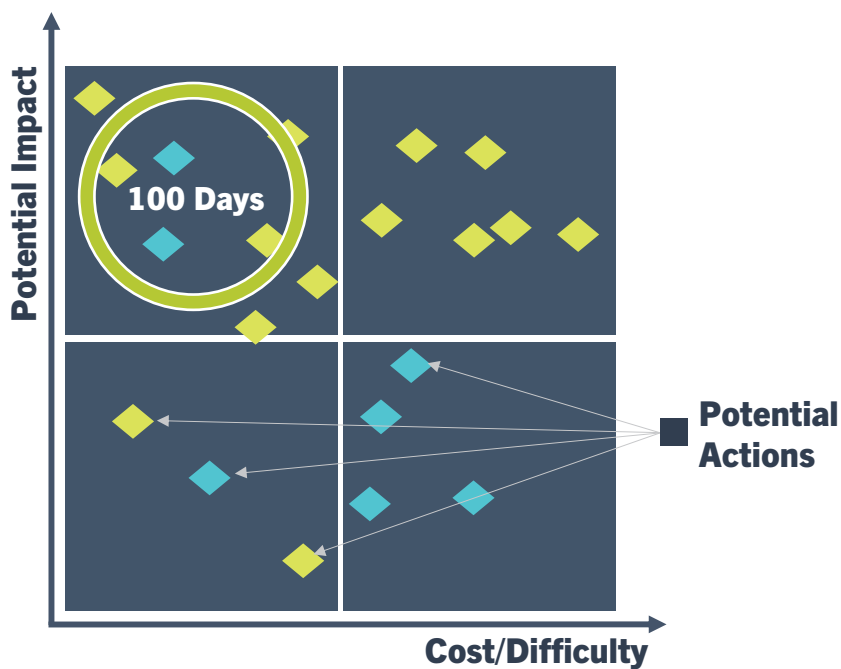 Potential Impact
100 Days
Potential
Actions
Cost/Difficulty